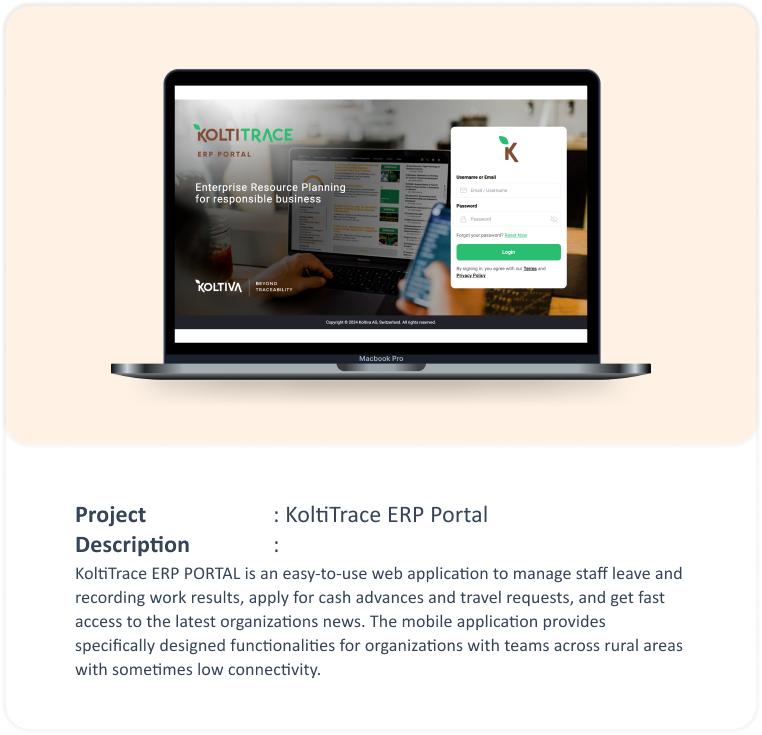 KOLTITRACE
ERP PORTAL
Enterprise Resource Planning
for responsible business
KOLTIVA
BEYOND
TRACEABILITY
K
Username or Email
Email / Username
Password
Password
Forgot your password? Reset Now
Login
By signing in, you agree with our Terms and
Privacy Policy
Copyright © 2024 Koltiva AG, Switzerland. All rights reserved.
Macbook Pro
Project : KoltiTrace ERP Portal
Description :
KoltiTrace ERP PORTAL is an easy-to-use web application to manage staff leave and
recording work results, apply for cash advances and travel requests, and get fast
access to the latest organizations news. The mobile application provides
specifically designed functionalities for organizations with teams across rural areas
with sometimes low connectivity.